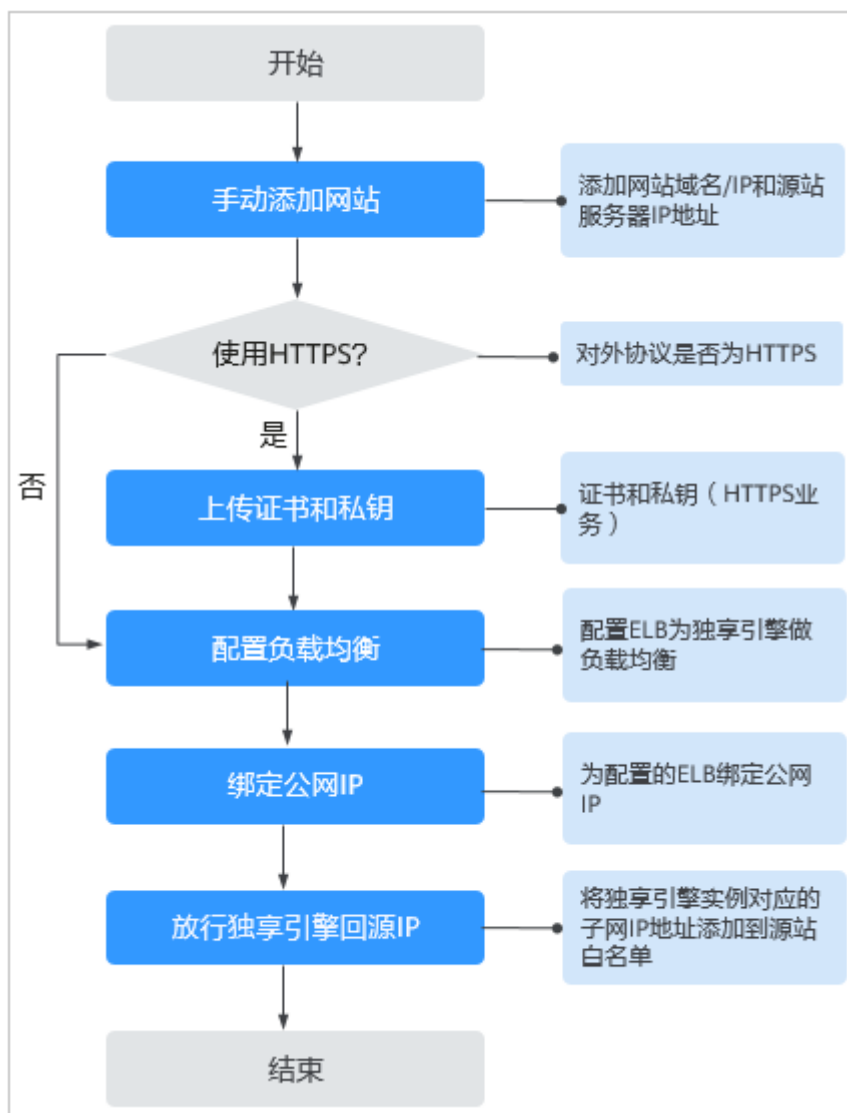 开始
手动添加网站
添加网站域名/IP和源站
服务器IP地址
使用HTTPS?
对外协议是否为HTTPS
是
否
上传证书和私钥
证书和私钥（HTTPS业
务）
配置负载均衡
配置ELB为独享引擎做
负载均衡
绑定公网IP
为配置的ELB绑定公网
IP
放行独享引擎回源IP
将独享引擎实例对应的
子网IP地址添加到源站
白名单
结束